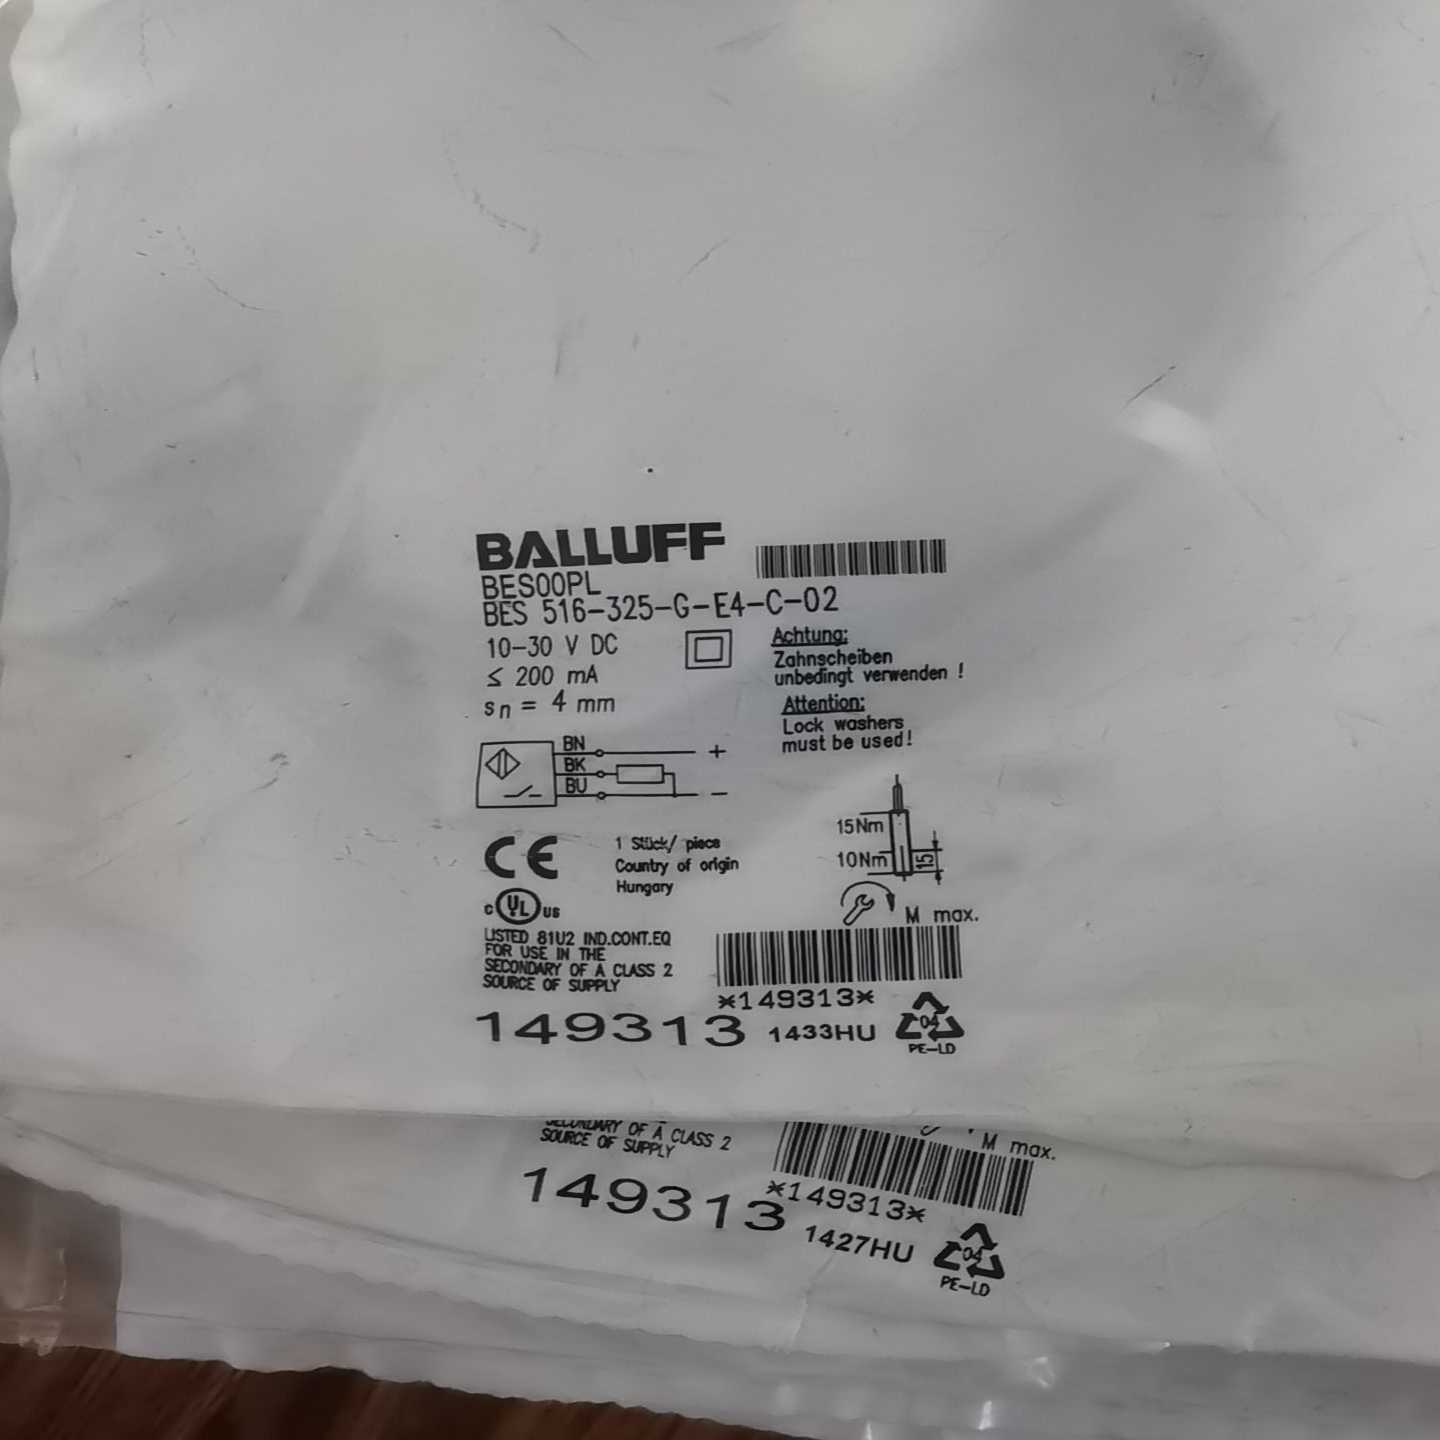 BALLUFF
BES00PL
BES 516-325-G-E4-C-02
10-30 V DC
≤ 200 mA
sn = 4 mm
Achtung:
Zahnscheiben
unbedingt verwenden !
Attention:
Lock washers
must be used!
BN
+
BK
BU
-
15Nm
10Nm
15
M max.
CE
1 Stück/ piece
Country of origin
Hungary
c UL us
LISTED 81U2 IND.CONT.EQ
FOR USE IN THE
SECONDARY OF A CLASS 2
SOURCE OF SUPPLY
*149313*
149313 1433HU
04
PE-LD
SECONDARY OF A CLASS 2
SOURCE OF SUPPLY
M max.
*149313*
149313 1427HU
04
PE-LD